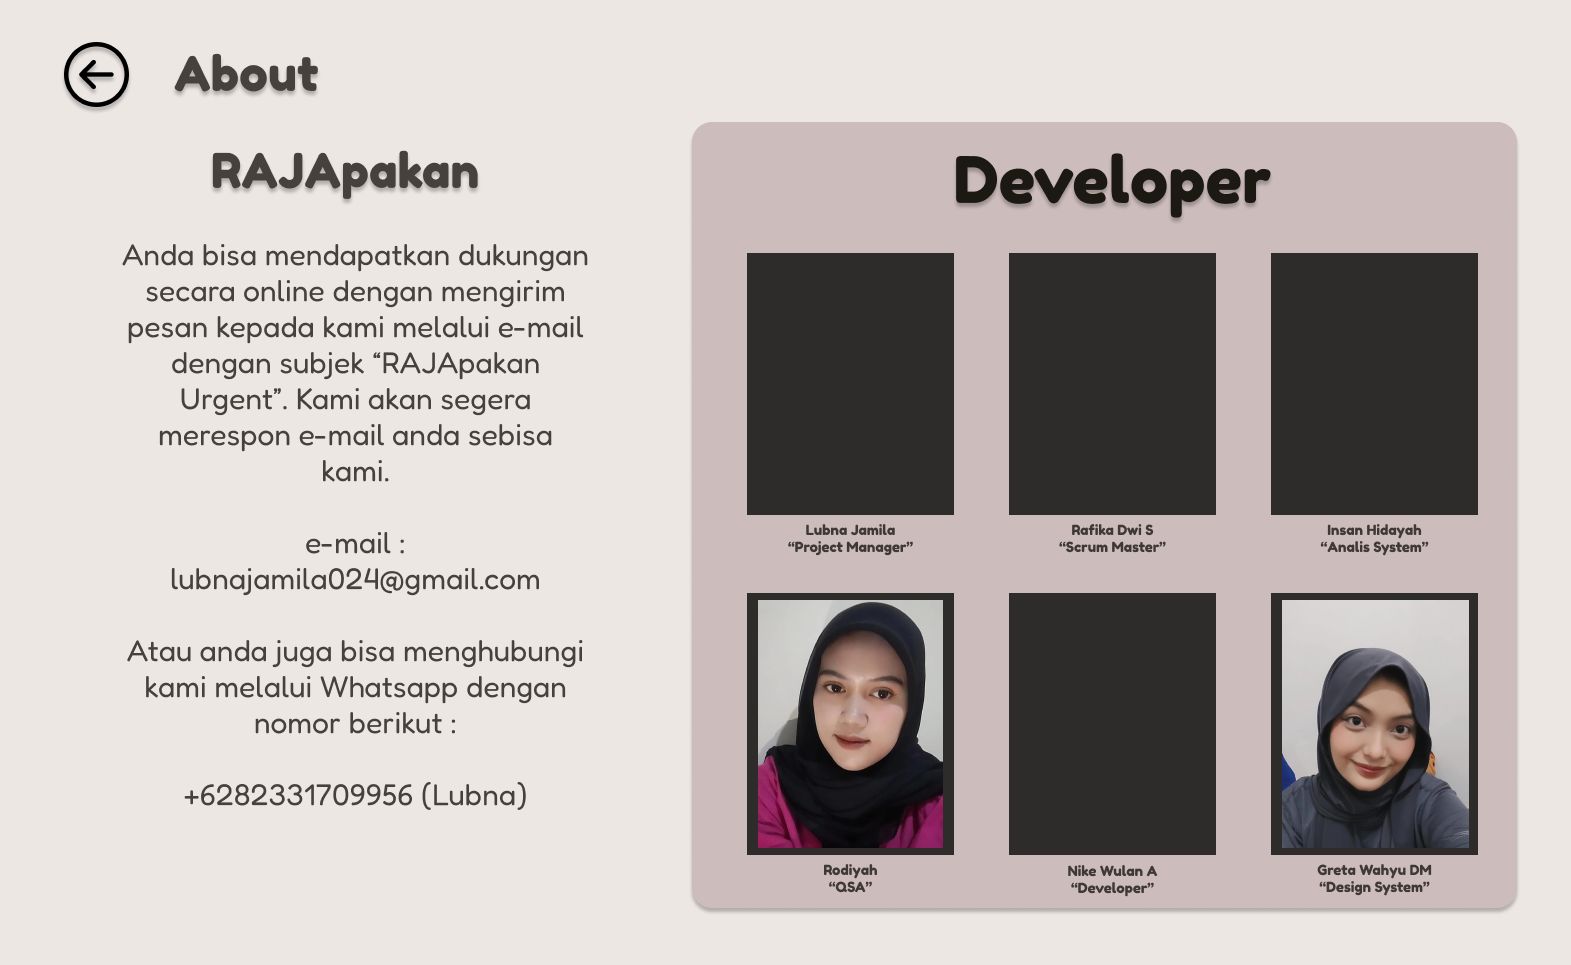 About
RAJApakan
Anda bisa mendapatkan dukungan
secara online dengan mengirim
pesan kepada kami melalui e-mail
dengan subjek “RAJApakan
Urgent”. Kami akan segera
merespon e-mail anda sebisa
kami.
e-mail :
lubnajamila024@gmail.com
Atau anda juga bisa menghubungi
kami melalui Whatsapp dengan
nomor berikut :
+6282331709956 (Lubna)
Developer
Lubna Jamila
“Project Manager”
Rafika Dwi S
“Scrum Master”
Insan Hidayah
“Analis System”
Rodiyah
“QSA”
Nike Wulan A
“Developer”
Greta Wahyu DM
“Design System”